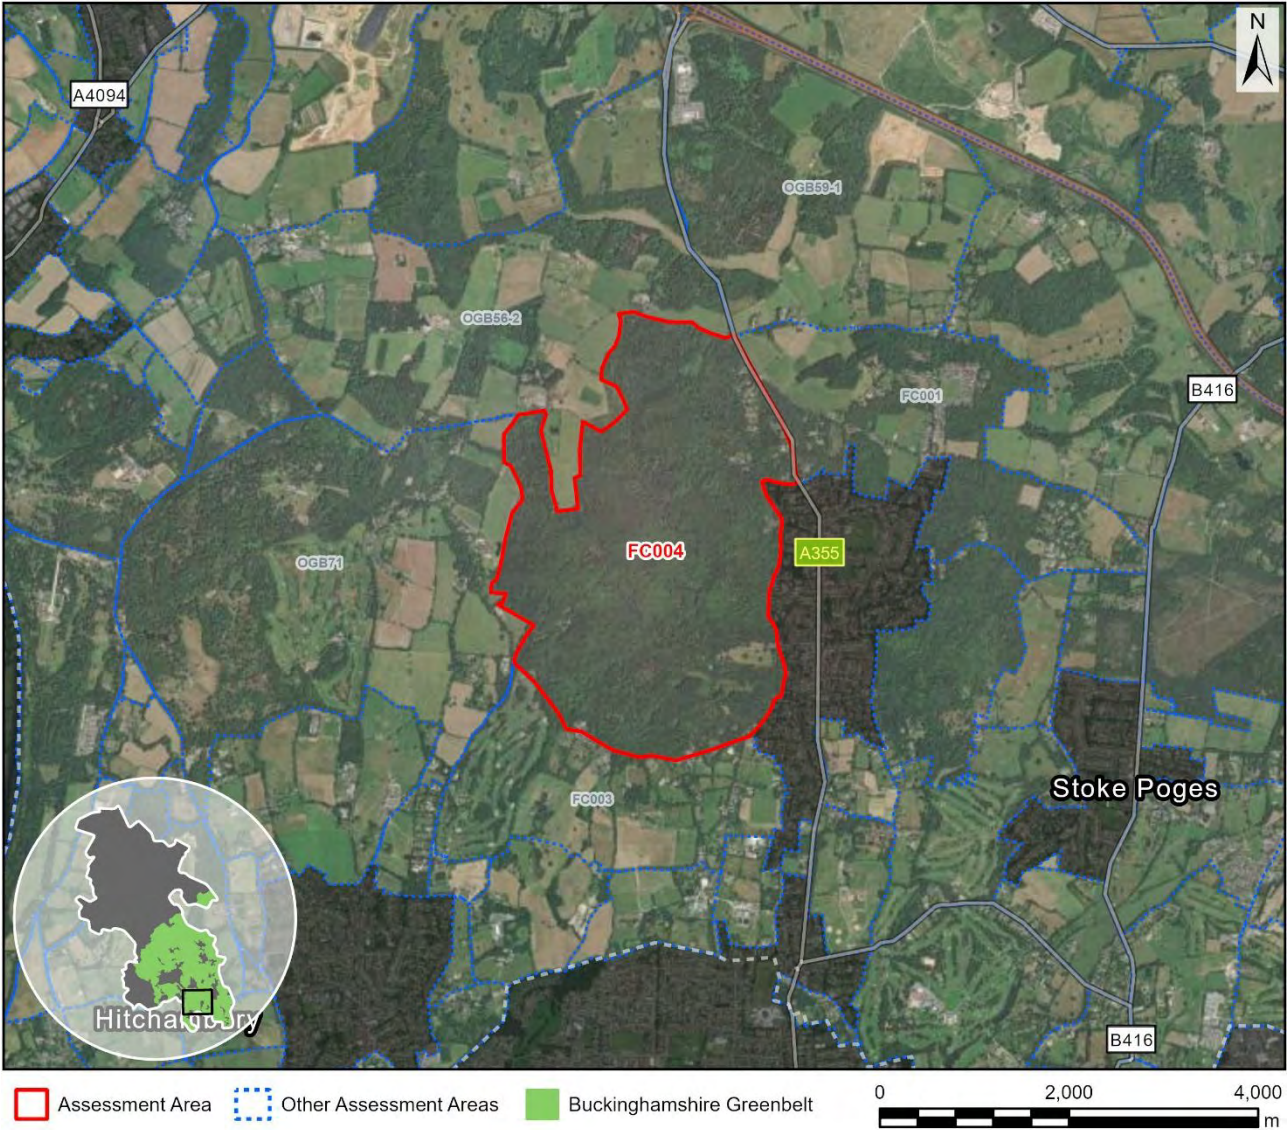 N
A4094
OGB59-1
OGB56-2
B416
FC001
FC004
A355
OGB71
Stoke Poges
FC003
B416
Assessment Area
Other Assessment Areas
Buckinghamshire Greenbelt
0 2,000 4,000
m